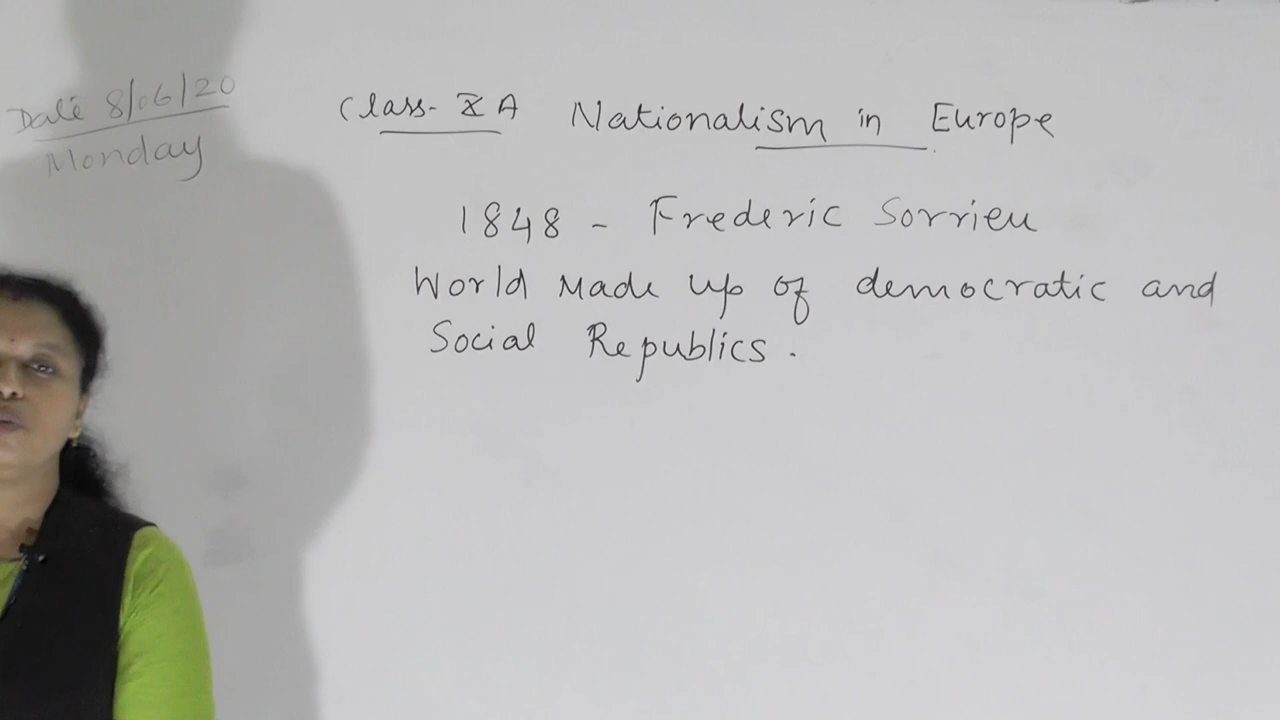 Date 8/06/20
Monday
Class- X A Nationalism in Europe
1848 - Frederic Sorrieu
World Made up of democratic and
Social Republics.